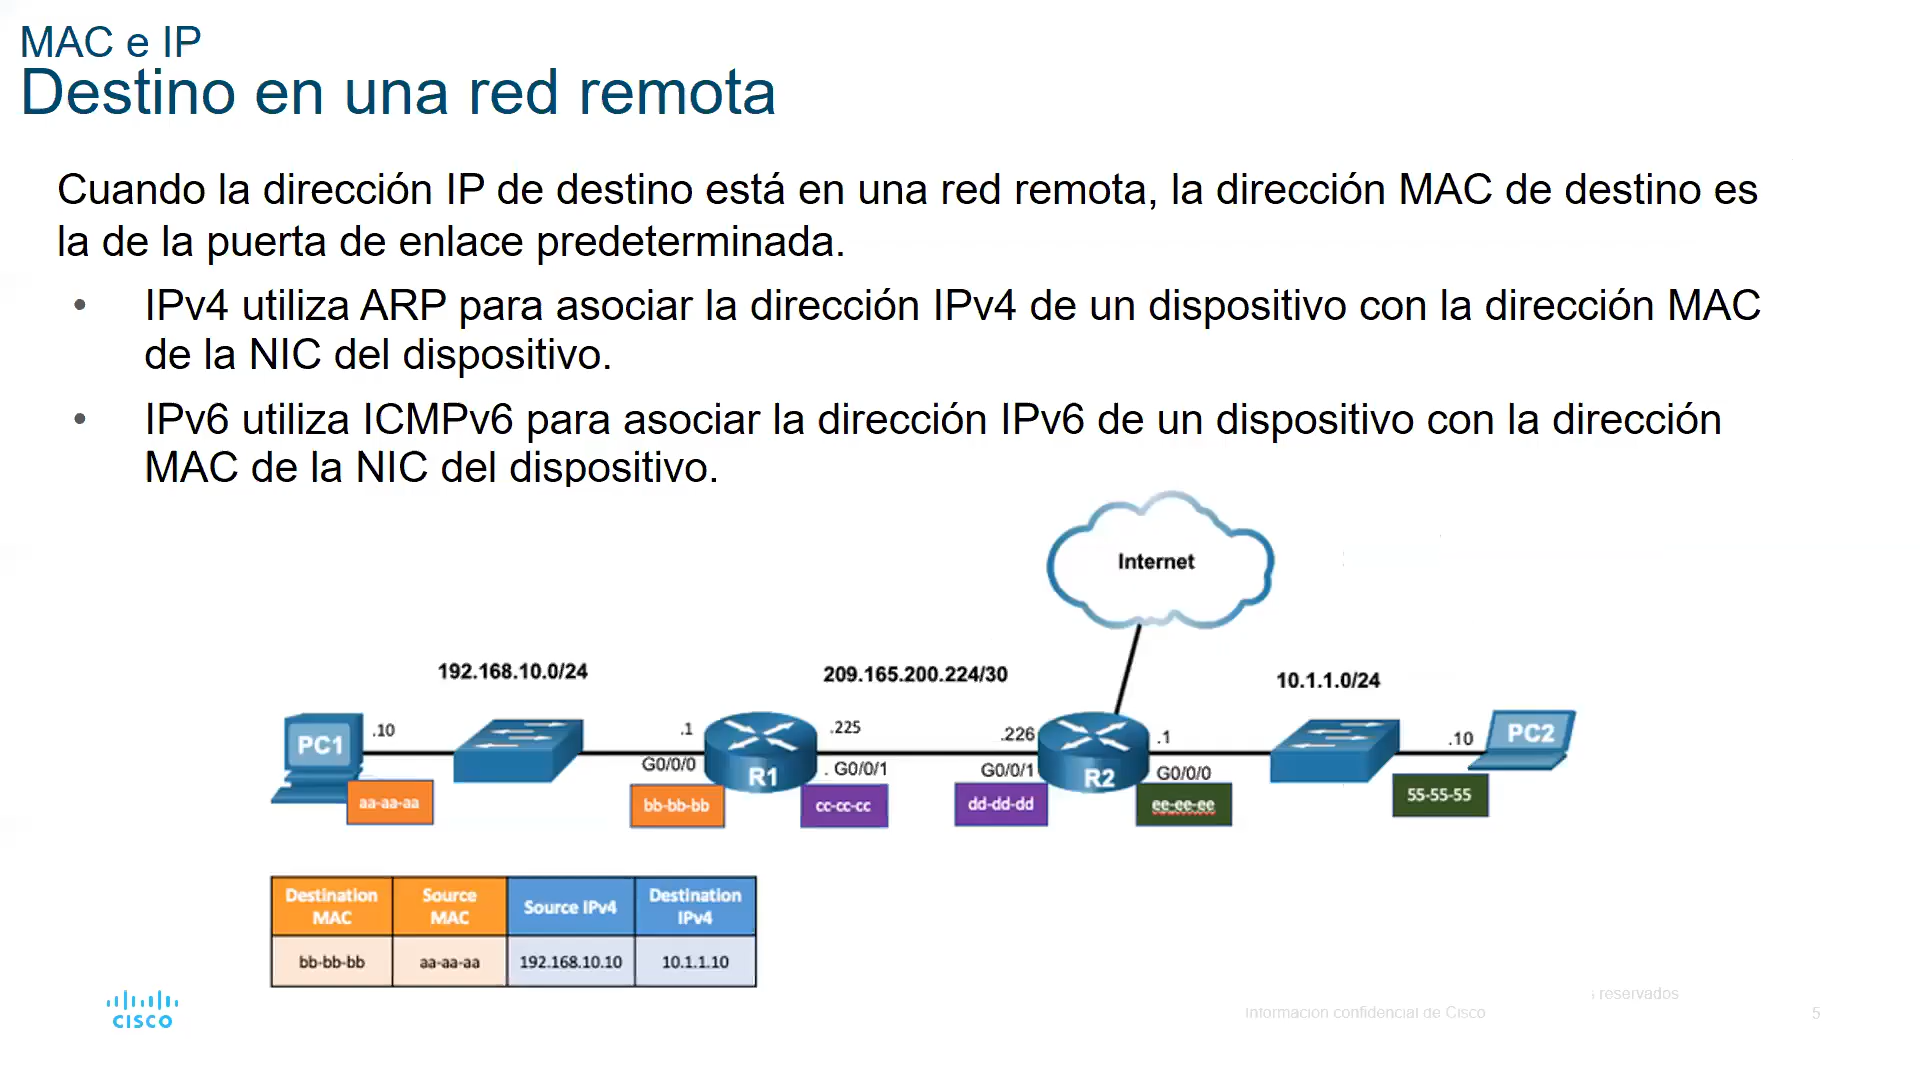 MAC e IP
Destino en una red remota
Cuando la dirección IP de destino está en una red remota, la dirección MAC de destino es
la de la puerta de enlace predeterminada.
• IPv4 utiliza ARP para asociar la dirección IPv4 de un dispositivo con la dirección MAC
de la NIC del dispositivo.
• IPv6 utiliza ICMPv6 para asociar la dirección IPv6 de un dispositivo con la dirección
MAC de la NIC del dispositivo.
Internet
192.168.10.0/24
209.165.200.224/30
10.1.1.0/24
PC1
.10
.1
G0/0/0
R1
.225
. G0/0/1
.226
G0/0/1
R2
.1
G0/0/0
.10
PC2
aa-aa-aa
bb-bb-bb
cc-cc-cc
dd-dd-dd
ee-ee-ee
55-55-55
Destination MAC Source MAC Source IPv4 Destination IPv4
bb-bb-bb aa-aa-aa 192.168.10.10 10.1.1.10
CISCO
reservados
Información confidencial de Cisco
5